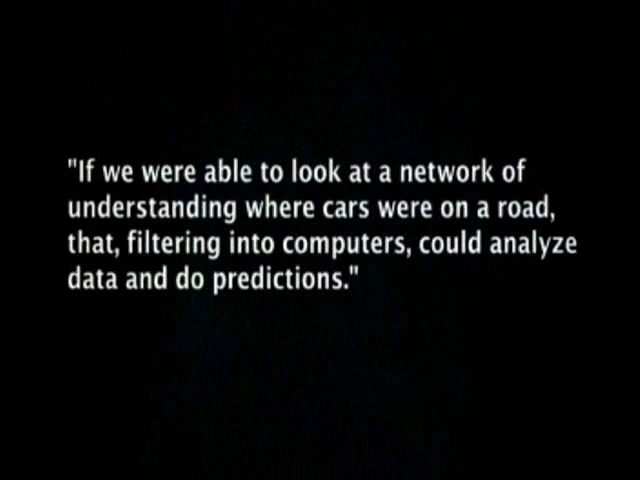 "If we were able to look at a network of
understanding where cars were on a road,
that, filtering into computers, could analyze
data and do predictions."